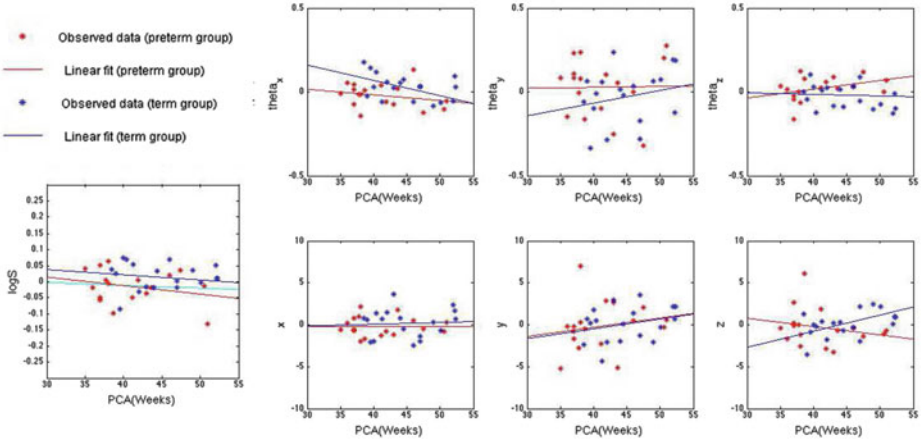 Observed data (preterm group)
Linear fit (preterm group)
Observed data (term group)
Linear fit (term group)
0.5
0
-0.5
theta_x
30 35 40 45 50 55
PCA(Weeks)
0.5
0
-0.5
theta_y
30 35 40 45 50 55
PCA(Weeks)
0.5
0
-0.5
theta_z
30 35 40 45 50 55
PCA(Weeks)
0.25
0.2
0.15
0.1
0.05
0
-0.05
-0.1
-0.15
-0.2
-0.25
logS
30 35 40 45 50 55
PCA(Weeks)
10
5
0
-5
-10
x
30 35 40 45 50 55
PCA(Weeks)
10
5
0
-5
-10
y
30 35 40 45 50 55
PCA(Weeks)
10
5
0
-5
-10
z
30 35 40 45 50 55
PCA(Weeks)